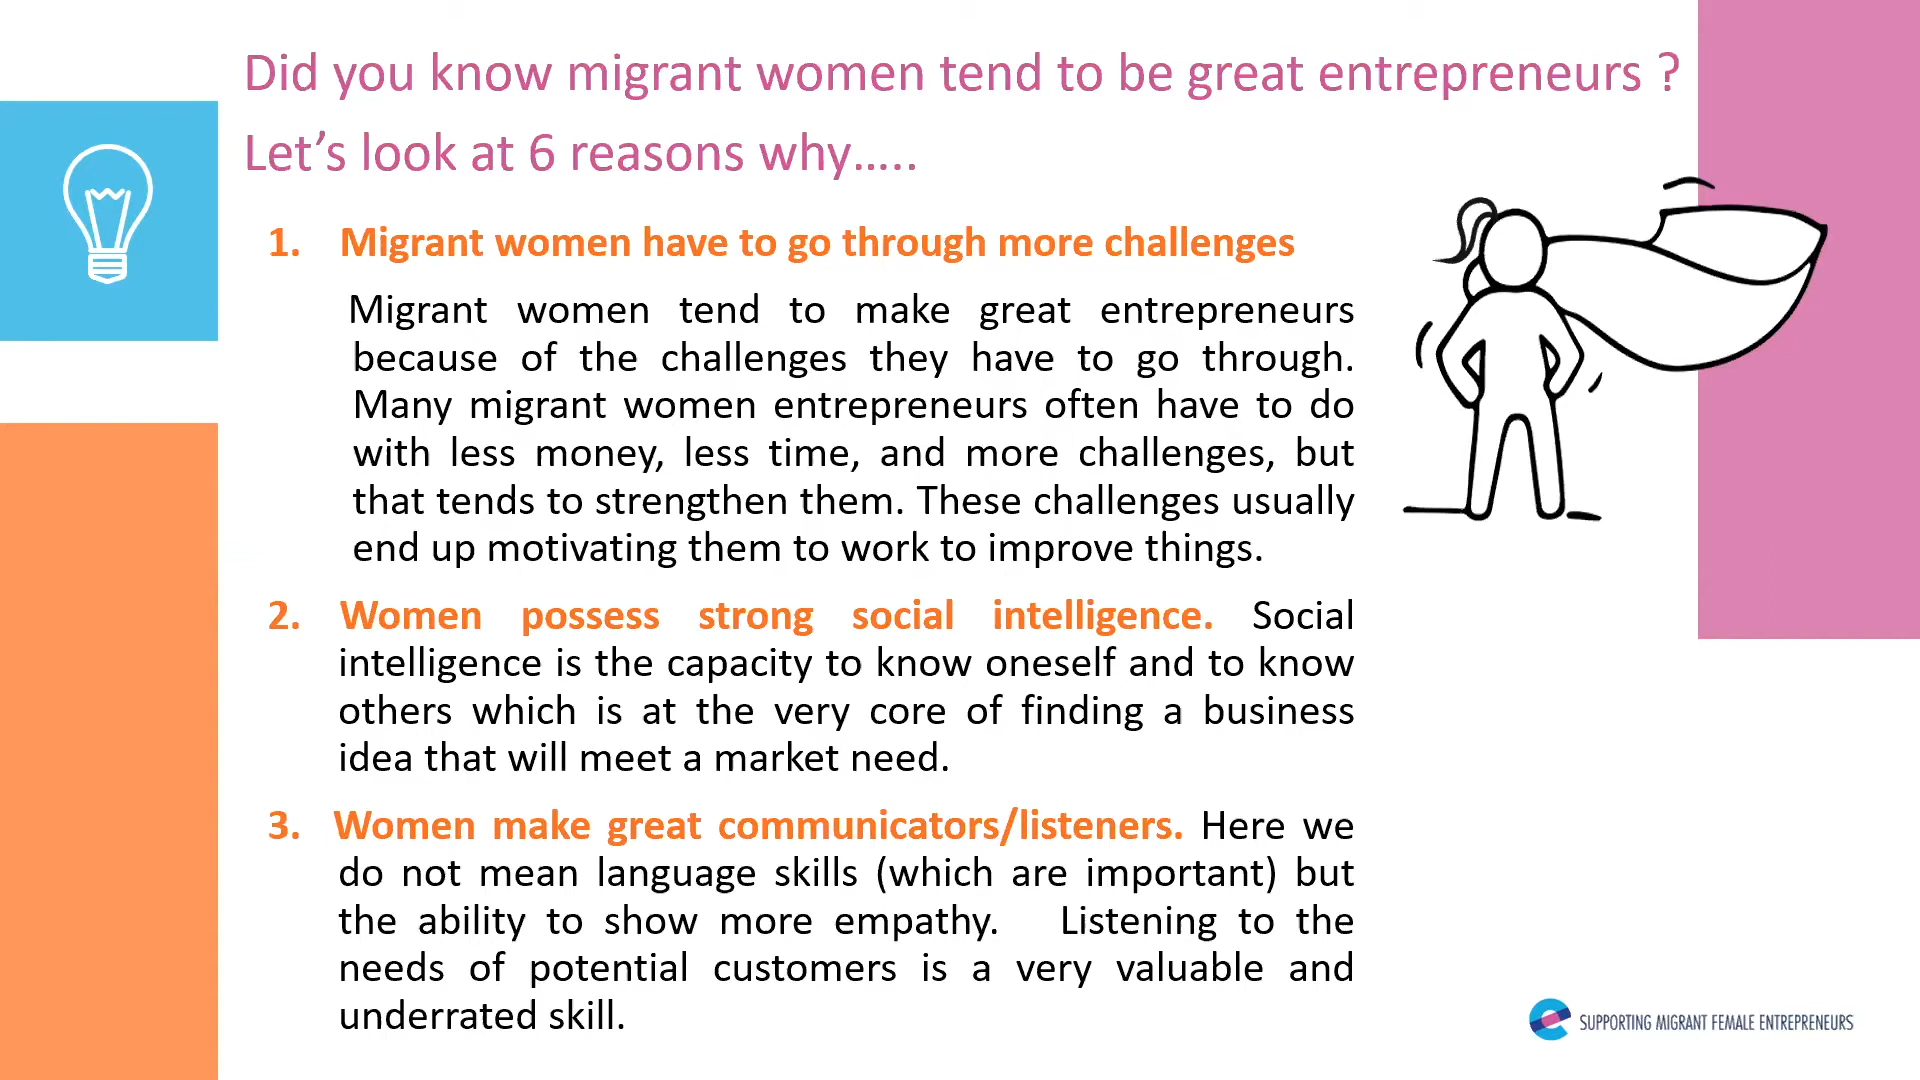 Did you know migrant women tend to be great entrepreneurs ?
Let’s look at 6 reasons why…..
1. Migrant women have to go through more challenges
Migrant women tend to make great entrepreneurs
because of the challenges they have to go through.
Many migrant women entrepreneurs often have to do
with less money, less time, and more challenges, but
that tends to strengthen them. These challenges usually
end up motivating them to work to improve things.
2. Women possess strong social intelligence. Social
intelligence is the capacity to know oneself and to know
others which is at the very core of finding a business
idea that will meet a market need.
3. Women make great communicators/listeners. Here we
do not mean language skills (which are important) but
the ability to show more empathy. Listening to the
needs of potential customers is a very valuable and
underrated skill.
SUPPORTING MIGRANT FEMALE ENTREPRENEURS